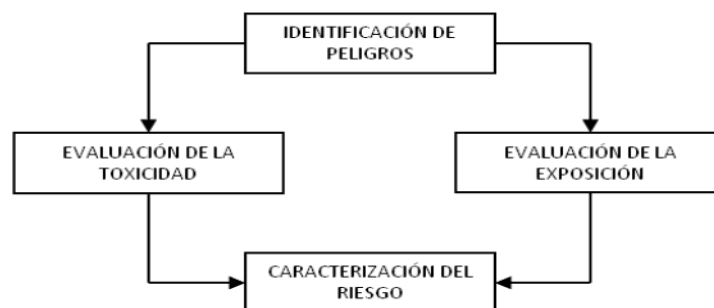 IDENTIFICACIÓN DE
PELIGROS
EVALUACIÓN DE LA
TOXICIDAD
EVALUACIÓN DE LA
EXPOSICIÓN
CARACTERIZACIÓN DEL
RIESGO